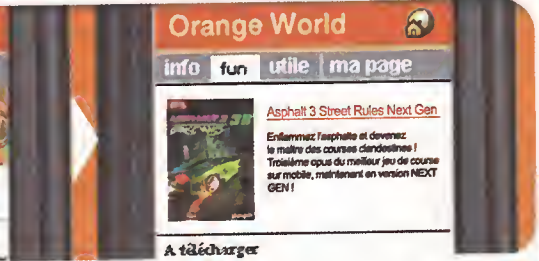 Orange World
info fun utile ma page
Asphalt 3 Street Rules Next Gen
Enflammez l'asphalte et devenez
le maître des courses clandestines !
Troisième opus du meilleur jeu de course
sur mobile, maintenant en version NEXT
GEN !
A télécharger